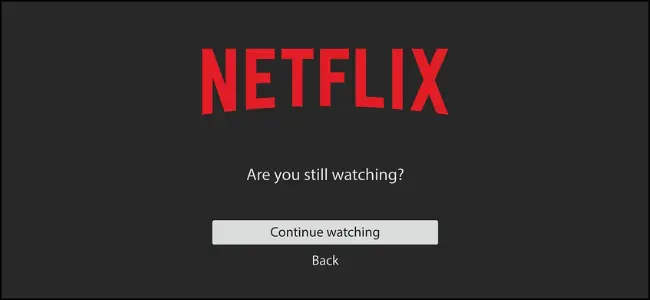 NETFLIX
Are you still watching?
Continue watching
Back